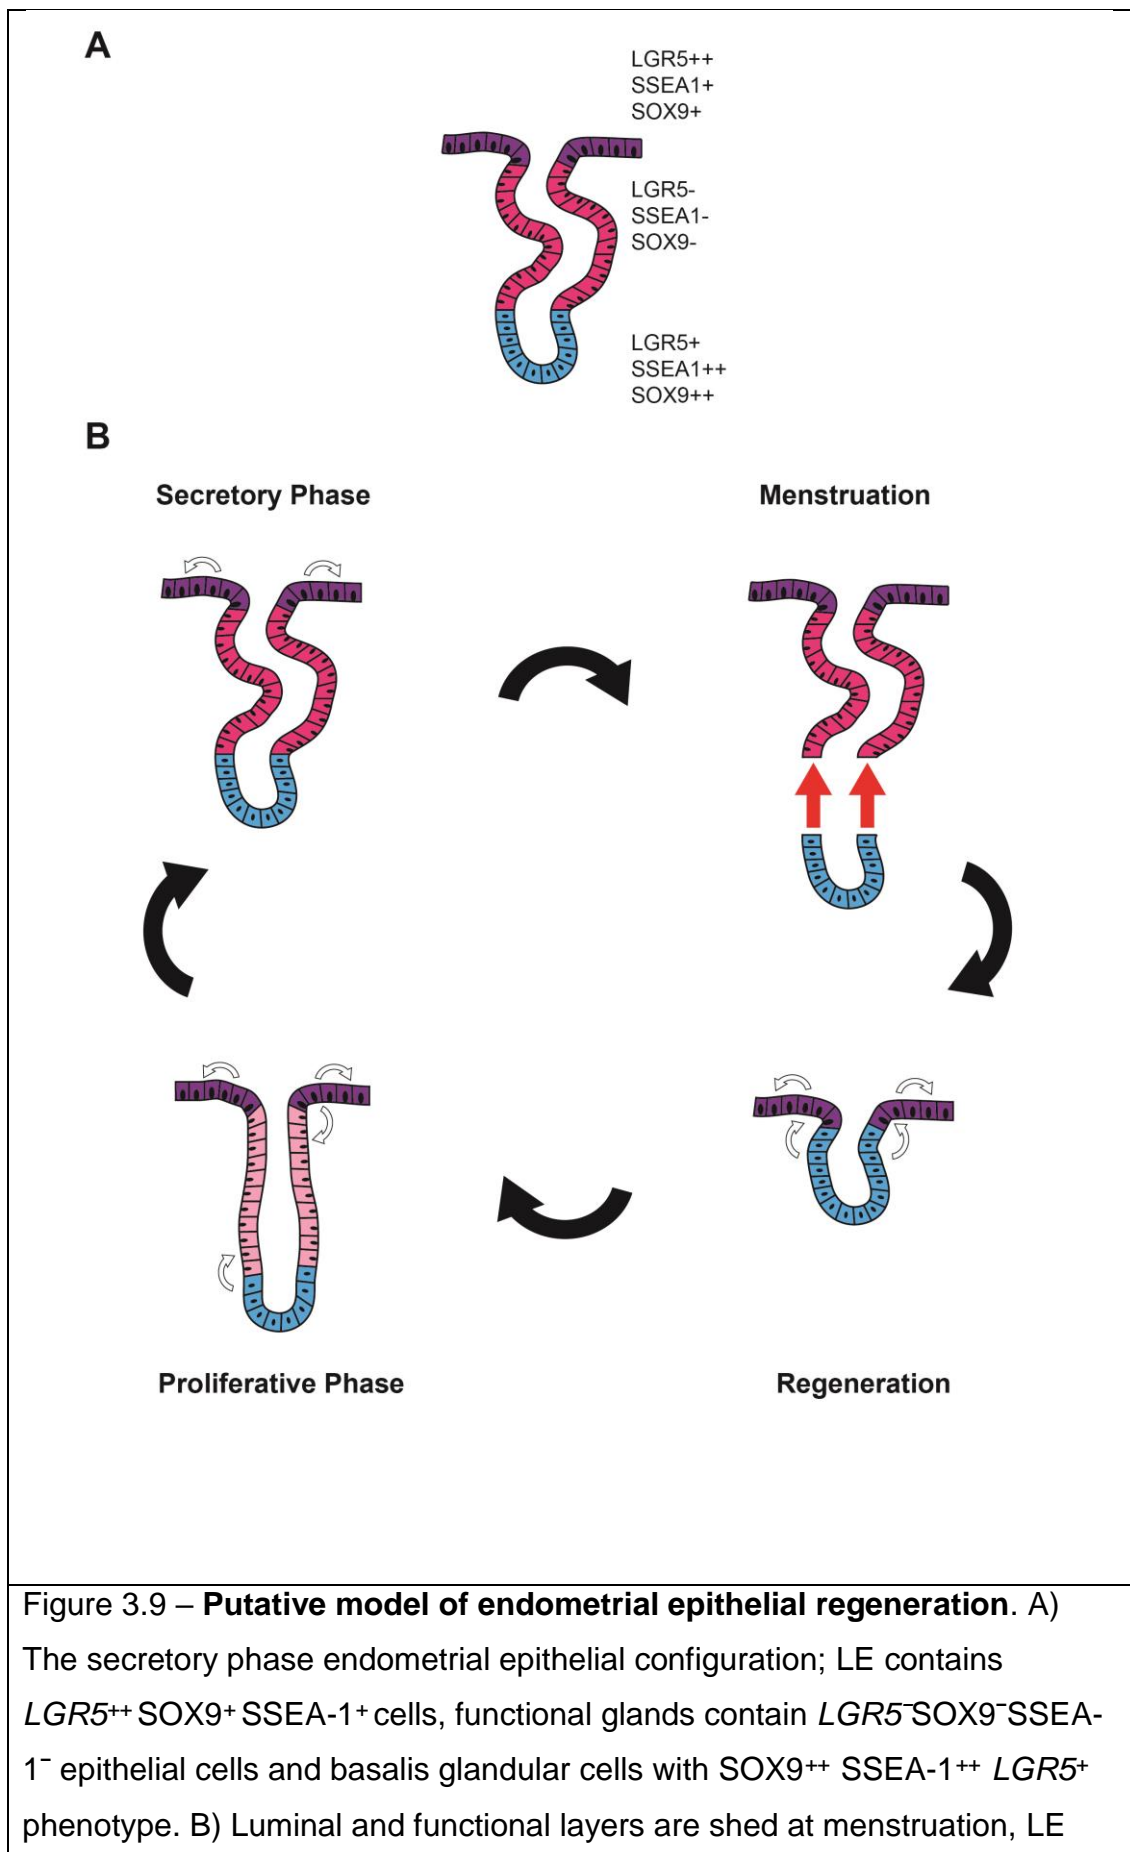 A
LGR5++
SSEA1+
SOX9+
LGR5-
SSEA1-
SOX9-
LGR5+
SSEA1++
SOX9++
B
Secretory Phase
Menstruation
Proliferative Phase
Regeneration
Figure 3.9 – Putative model of endometrial epithelial regeneration. A)
The secretory phase endometrial epithelial configuration; LE contains
LGR5⁺⁺ SOX9⁺ SSEA-1⁺ cells, functional glands contain LGR5⁻SOX9⁻SSEA-
1⁻ epithelial cells and basalis glandular cells with SOX9⁺⁺ SSEA-1⁺⁺ LGR5⁺
phenotype. B) Luminal and functional layers are shed at menstruation, LE